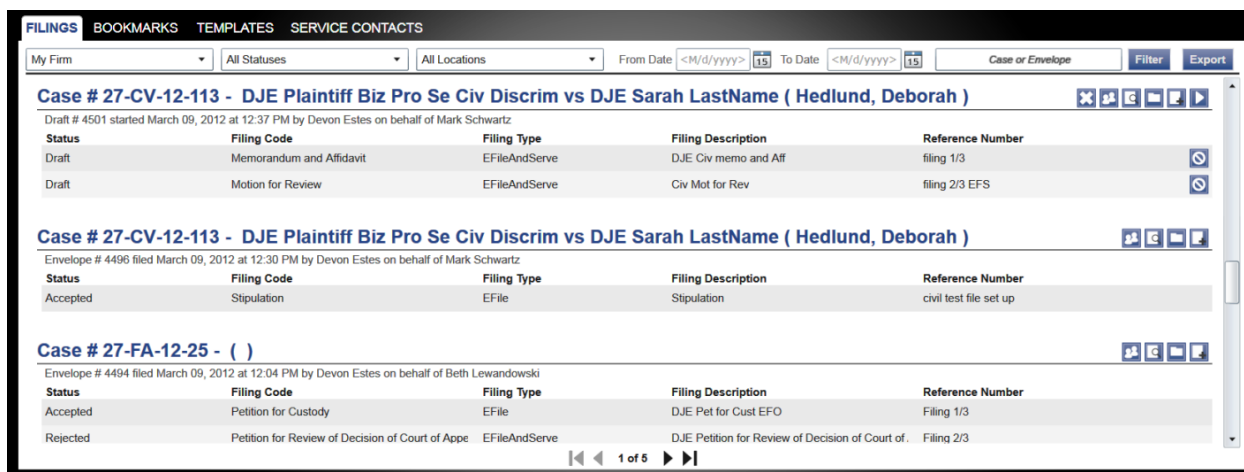 FILINGS BOOKMARKS TEMPLATES SERVICE CONTACTS
My Firm All Statuses All Locations From Date <M/d/yyyy> 15 To Date <M/d/yyyy> 15 Case or Envelope Filter Export
Case # 27-CV-12-113 - DJE Plaintiff Biz Pro Se Civ Discrim vs DJE Sarah LastName ( Hedlund, Deborah )
Draft # 4501 started March 09, 2012 at 12:37 PM by Devon Estes on behalf of Mark Schwartz
Status Filing Code Filing Type Filing Description Reference Number
Draft Memorandum and Affidavit EFileAndServe DJE Civ memo and Aff filing 1/3
Draft Motion for Review EFileAndServe Civ Mot for Rev filing 2/3 EFS
Case # 27-CV-12-113 - DJE Plaintiff Biz Pro Se Civ Discrim vs DJE Sarah LastName ( Hedlund, Deborah )
Envelope # 4496 filed March 09, 2012 at 12:30 PM by Devon Estes on behalf of Mark Schwartz
Status Filing Code Filing Type Filing Description Reference Number
Accepted Stipulation EFile Stipulation civil test file set up
Case # 27-FA-12-25 - ( )
Envelope # 4494 filed March 09, 2012 at 12:04 PM by Devon Estes on behalf of Beth Lewandowski
Status Filing Code Filing Type Filing Description Reference Number
Accepted Petition for Custody EFile DJE Pet for Cust EFO Filing 1/3
Rejected Petition for Review of Decision of Court of Appe EFileAndServe DJE Petition for Review of Decision of Court of . Filing 2/3
1 of 5